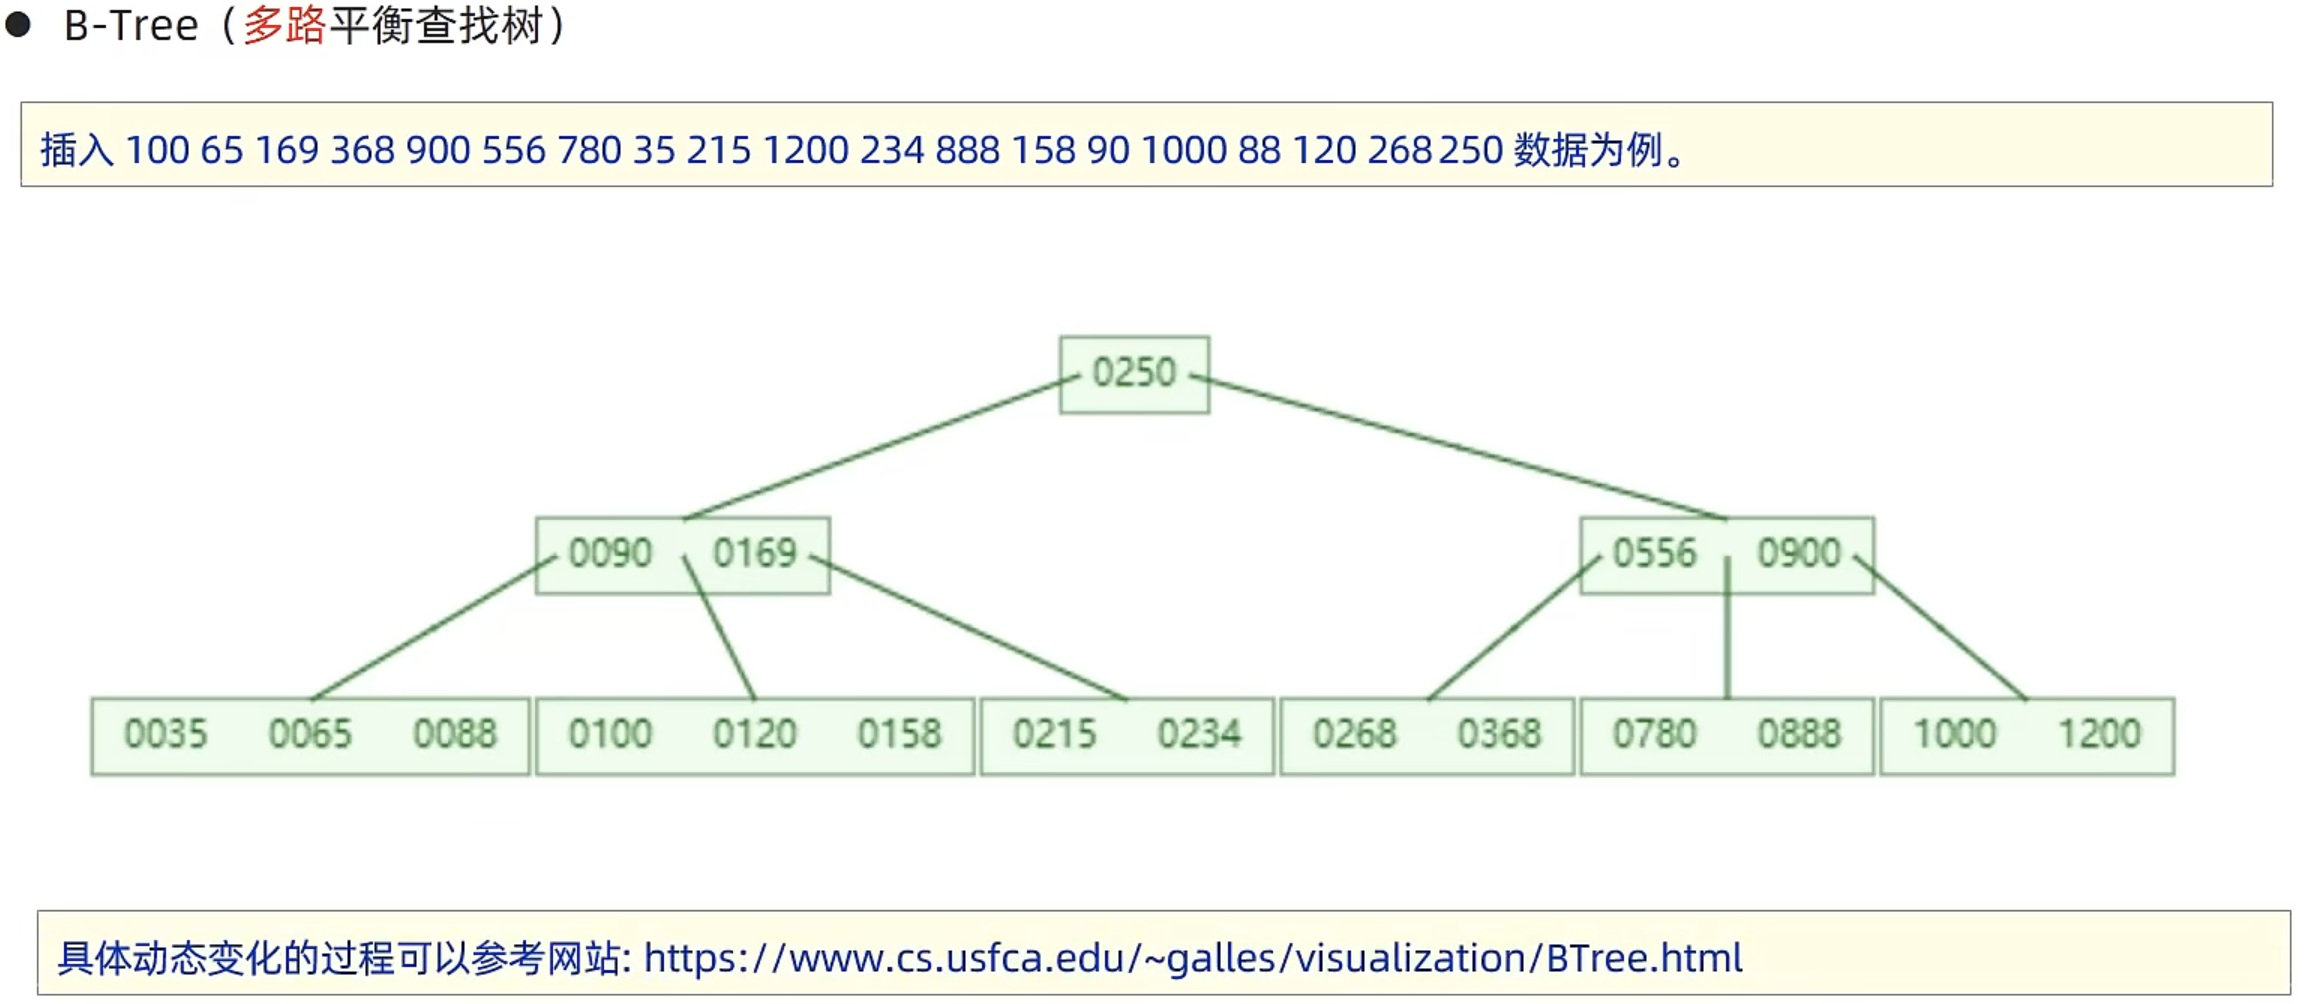 ● B-Tree（多路平衡查找树）
插入 100 65 169 368 900 556 780 35 215 1200 234 888 158 90 1000 88 120 268 250 数据为例。
0250
0090 0169 0556 0900
0035 0065 0088 0100 0120 0158 0215 0234 0268 0368 0780 0888 1000 1200
具体动态变化的过程可以参考网站: https://www.cs.usfca.edu/~galles/visualization/BTree.html